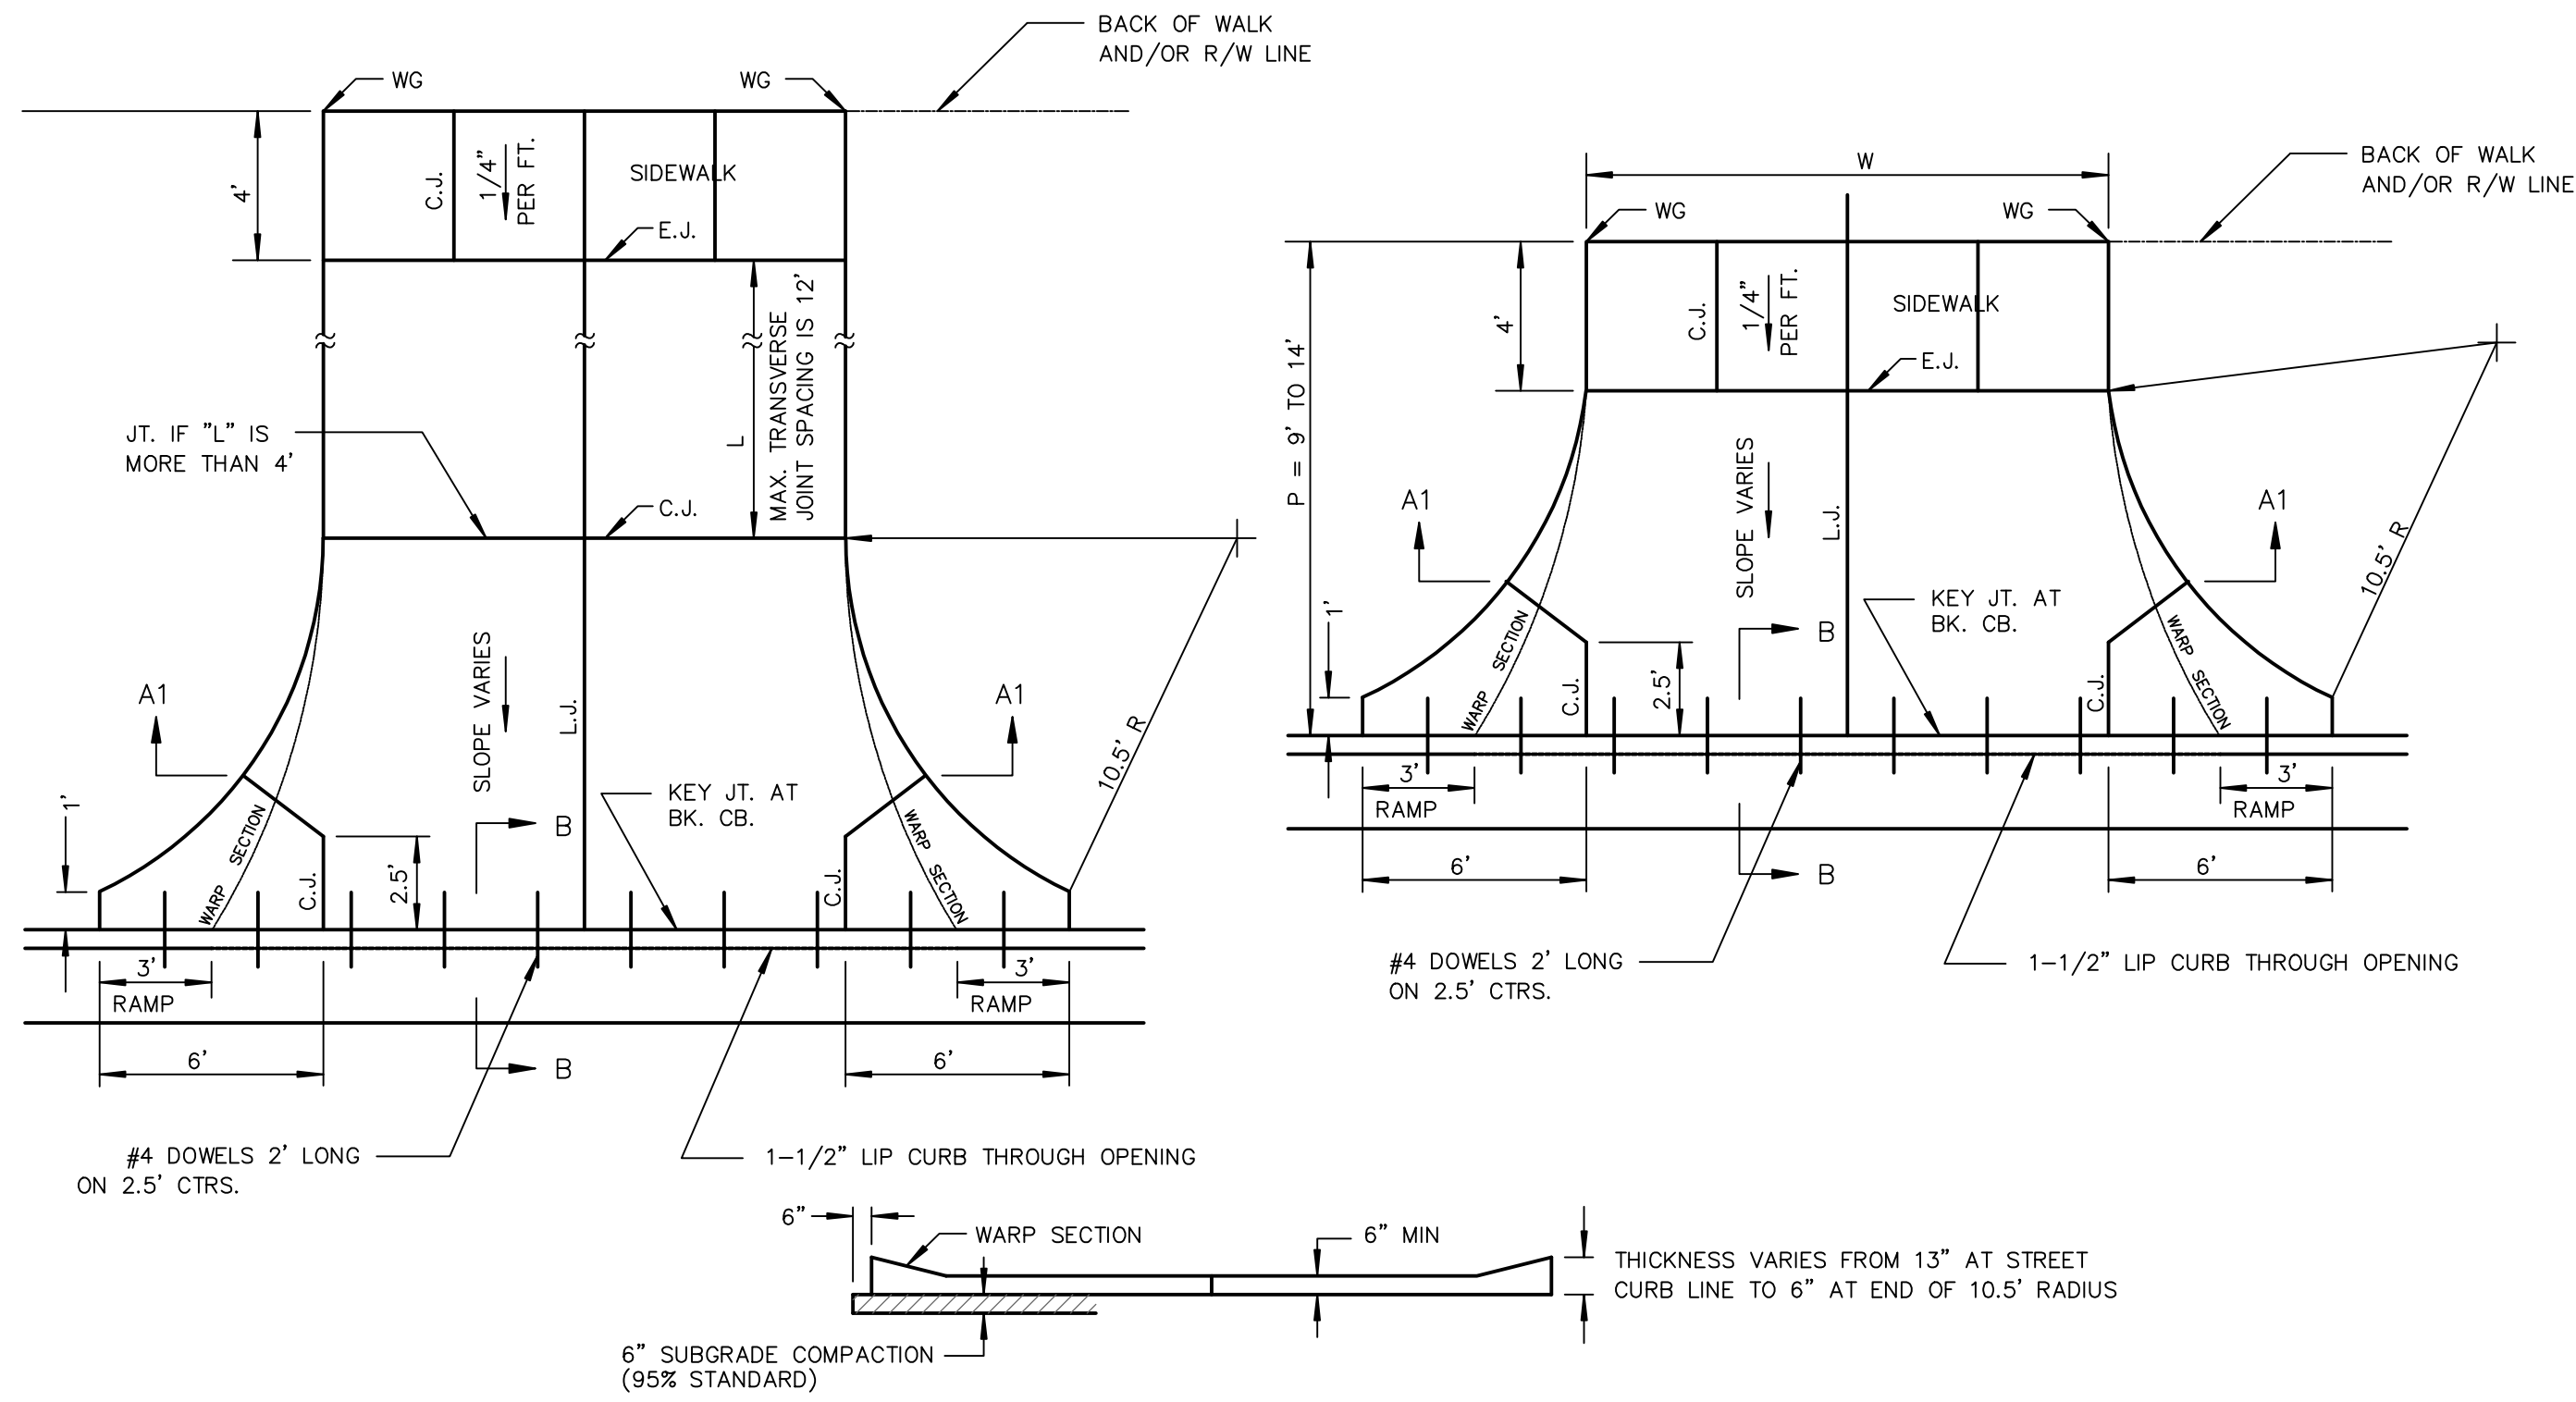 BACK OF WALK
AND/OR R/W LINE
WG
WG
4'
C.J.
1/4"
PER FT.
SIDEWALK
E.J.
L
MAX. TRANSVERSE
JOINT SPACING IS 12'
JT. IF "L" IS
MORE THAN 4'
C.J.
A1
A1
SLOPE VARIES
L.J.
10.5' R
1'
WARP SECTION
C.J.
2.5'
B
KEY JT. AT
BK. CB.
C.J.
WARP SECTION
3'
RAMP
3'
RAMP
6'
B
6'
#4 DOWELS 2' LONG
ON 2.5' CTRS.
1-1/2" LIP CURB THROUGH OPENING
BACK OF WALK
AND/OR R/W LINE
W
WG
WG
4'
C.J.
1/4"
PER FT.
SIDEWALK
E.J.
P = 9' TO 14'
SLOPE VARIES
L.J.
A1
A1
10.5' R
1'
WARP SECTION
C.J.
2.5'
B
KEY JT. AT
BK. CB.
C.J.
WARP SECTION
3'
RAMP
3'
RAMP
6'
B
6'
#4 DOWELS 2' LONG
ON 2.5' CTRS.
1-1/2" LIP CURB THROUGH OPENING
6"
WARP SECTION
6" MIN
THICKNESS VARIES FROM 13" AT STREET
CURB LINE TO 6" AT END OF 10.5' RADIUS
6" SUBGRADE COMPACTION
(95% STANDARD)